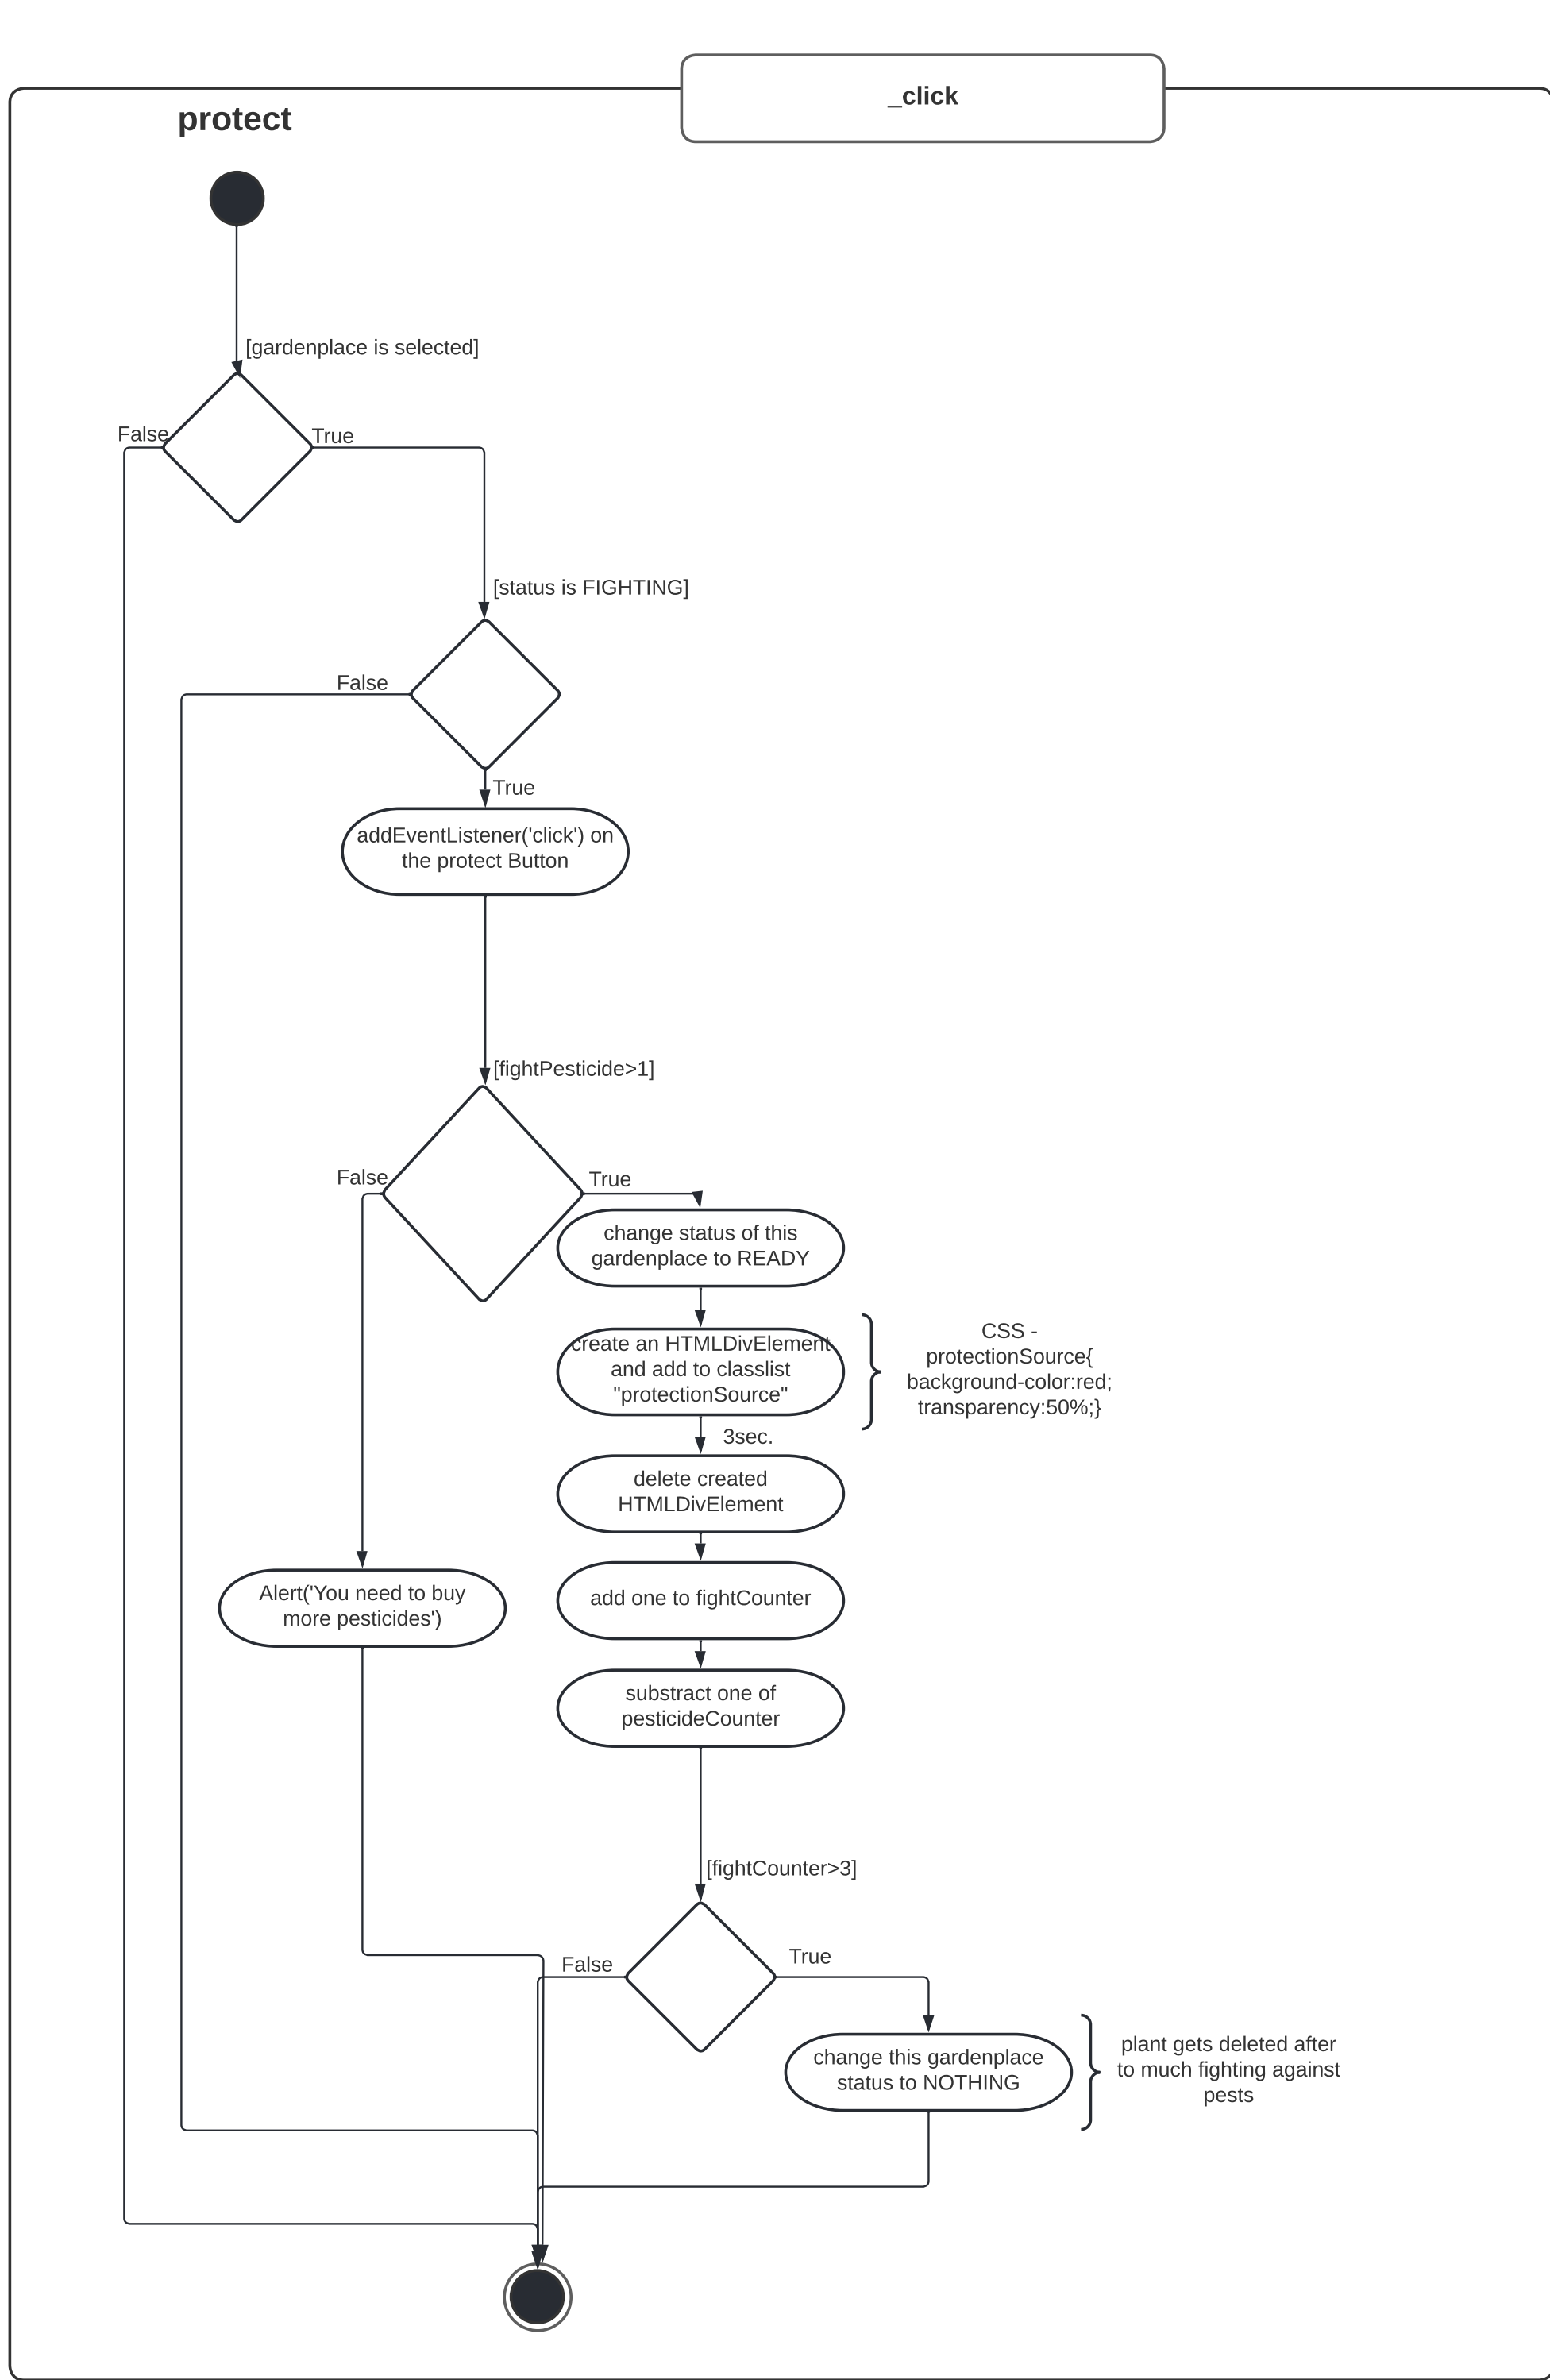 _click
protect
[gardenplace is selected]
False
True
[status is FIGHTING]
False
True
addEventListener('click') on
the protect Button
[fightPesticide>1]
False
True
change status of this
gardenplace to READY
create an HTMLDivElement
and add to classlist
"protectionSource"
CSS -
protectionSource{
background-color:red;
transparency:50%;}
3sec.
delete created
HTMLDivElement
Alert('You need to buy
more pesticides')
add one to fightCounter
substract one of
pesticideCounter
[fightCounter>3]
False
True
change this gardenplace
status to NOTHING
plant gets deleted after
to much fighting against
pests